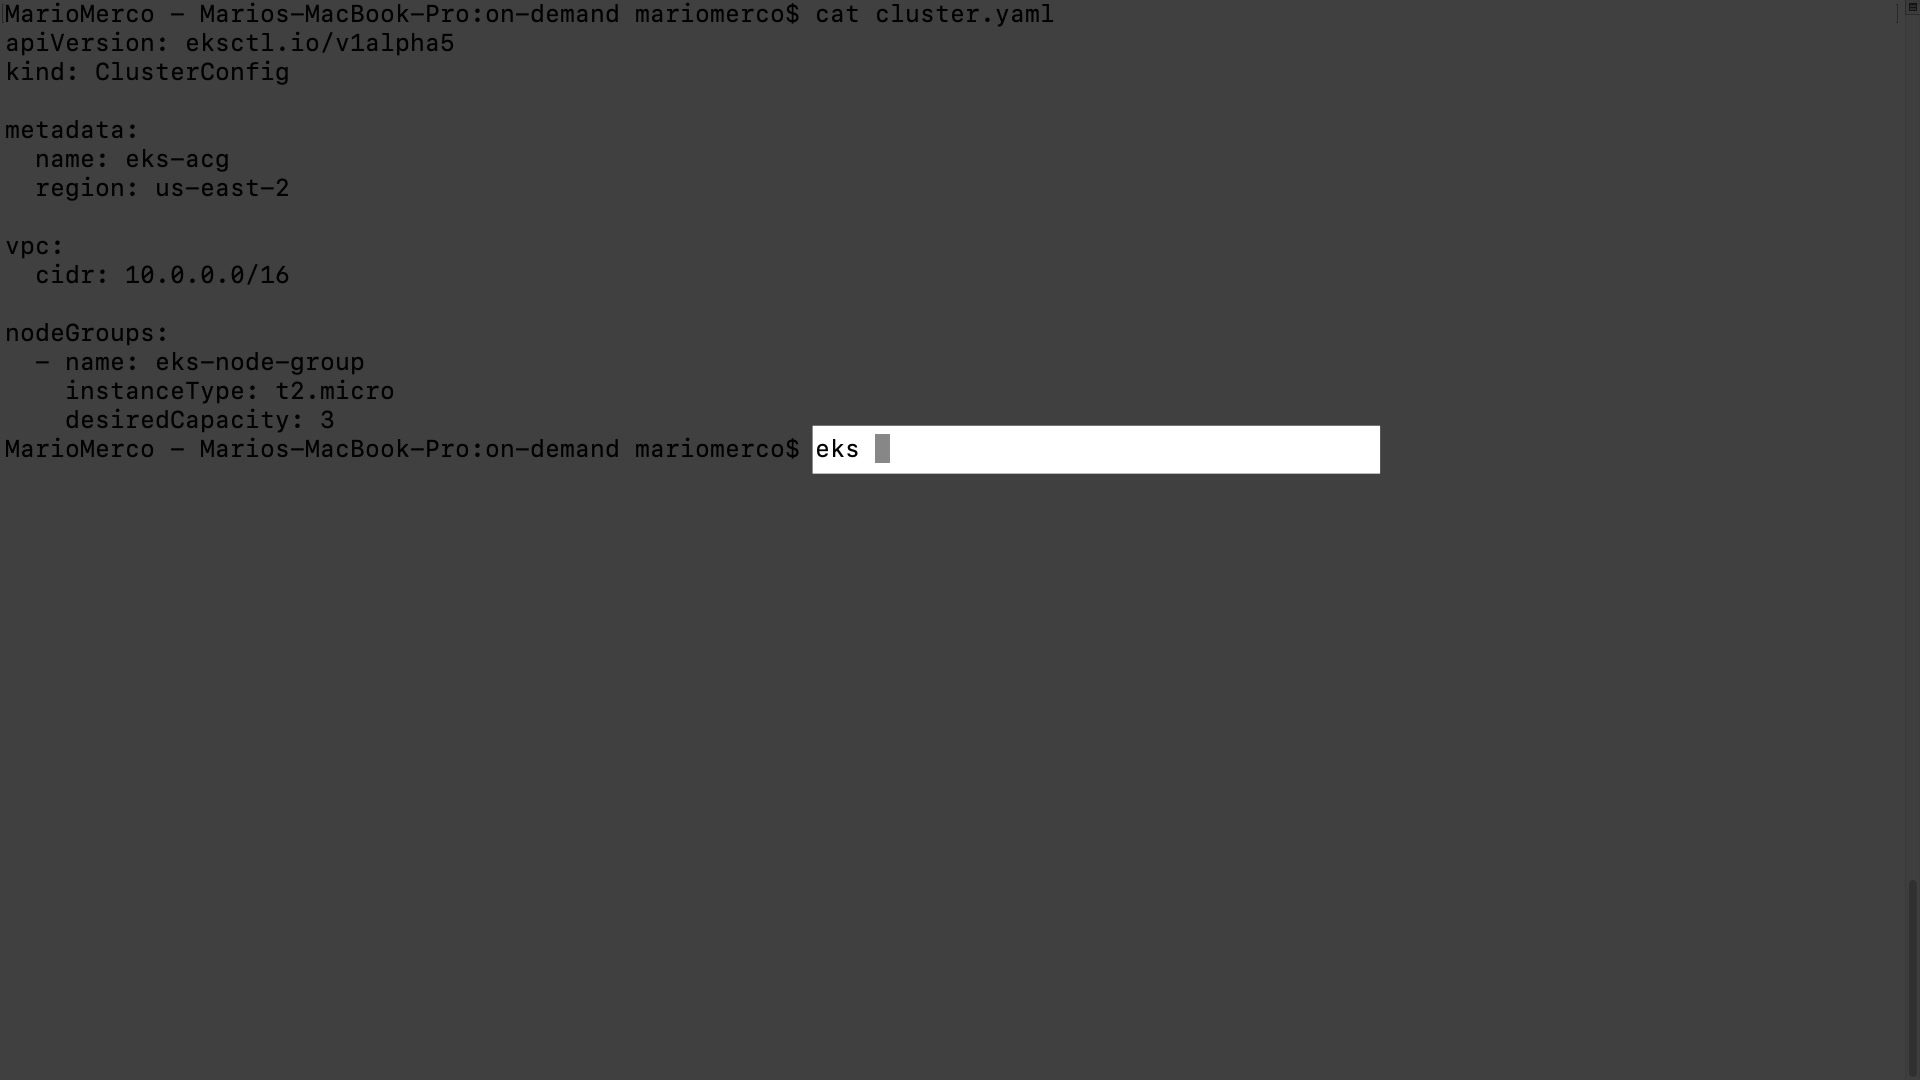 MarioMerco – Marios-MacBook-Pro:on-demand mariomerco$ cat cluster.yaml
apiVersion: eksctl.io/v1alpha5
kind: ClusterConfig

metadata:
  name: eks-acg
  region: us-east-2

vpc:
  cidr: 10.0.0.0/16

nodeGroups:
  - name: eks-node-group
    instanceType: t2.micro
    desiredCapacity: 3
MarioMerco – Marios-MacBook-Pro:on-demand mariomerco$ eks